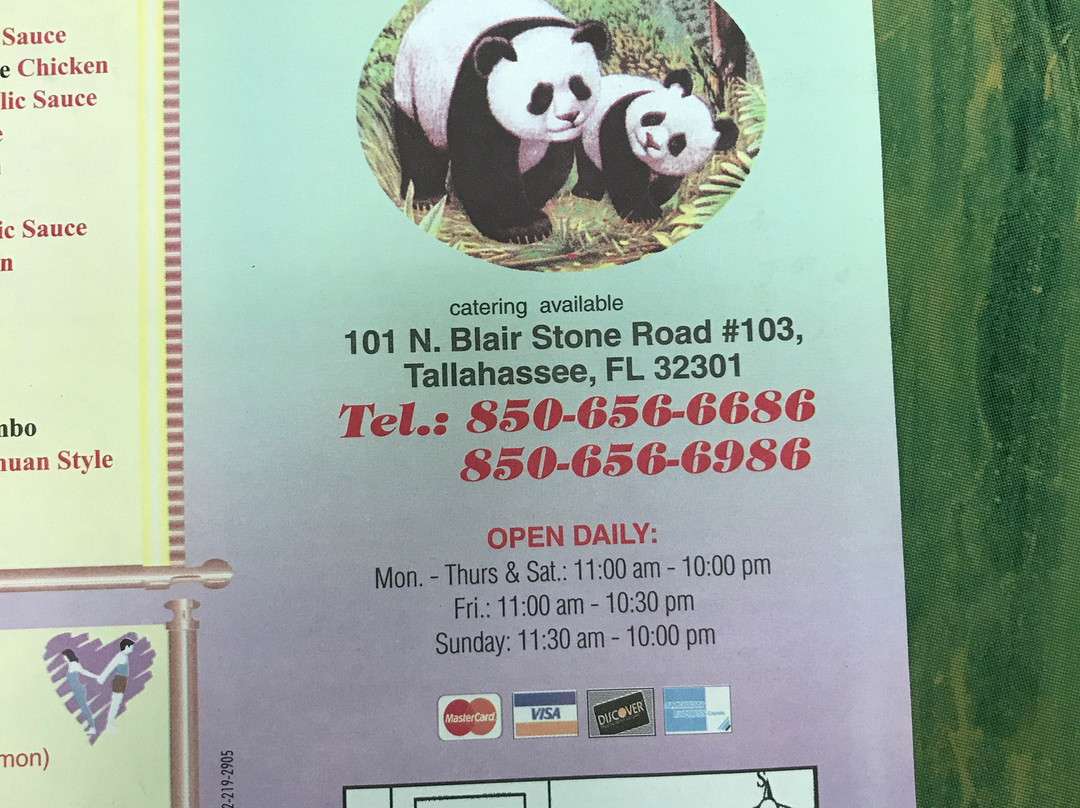 Sauce
e Chicken
lic Sauce
e
ic Sauce
n
nbo
huan Style
mon)
catering available
101 N. Blair Stone Road #103,
Tallahassee, FL 32301
Tel.: 850-656-6686
850-656-6986
OPEN DAILY:
Mon. - Thurs & Sat.: 11:00 am - 10:00 pm
Fri.: 11:00 am - 10:30 pm
Sunday: 11:30 am - 10:00 pm
MasterCard
VISA
DISCOVER
AMERICAN
EXPRESS
2-219-2905